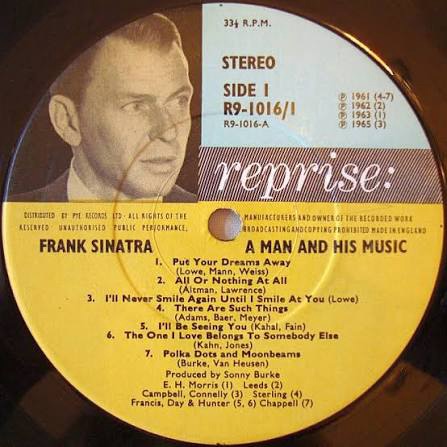 33⅓ R.P.M.
STEREO
SIDE 1
R9-1016/1
R9-1016-A
Ⓟ 1961 (4-7)
Ⓟ 1962 (2)
Ⓟ 1963 (1)
Ⓟ 1965 (3)
reprise:
DISTRIBUTED BY PYE RECORDS LTD · ALL RIGHTS OF THE
RESERVED UNAUTHORISED PUBLIC PERFORMANCE,
MANUFACTURERS AND OWNER OF THE RECORDED WORK
BROADCASTING AND COPYING PROHIBITED MADE IN ENGLAND
FRANK SINATRA
A MAN AND HIS MUSIC
1. Put Your Dreams Away
(Lowe, Mann, Weiss)
2. All Or Nothing At All
(Altman, Lawrence)
3. I'll Never Smile Again Until I Smile At You (Lowe)
4. There Are Such Things
(Adams, Baer, Meyer)
5. I'll Be Seeing You (Kahal, Fain)
6. The One I Love Belongs To Somebody Else
(Kahn, Jones)
7. Polka Dots and Moonbeams
(Burke, Van Heusen)
Produced by Sonny Burke
E. H. Morris (1) Leeds (2)
Campbell, Connelly (3) Sterling (4)
Francis, Day & Hunter (5, 6) Chappell (7)